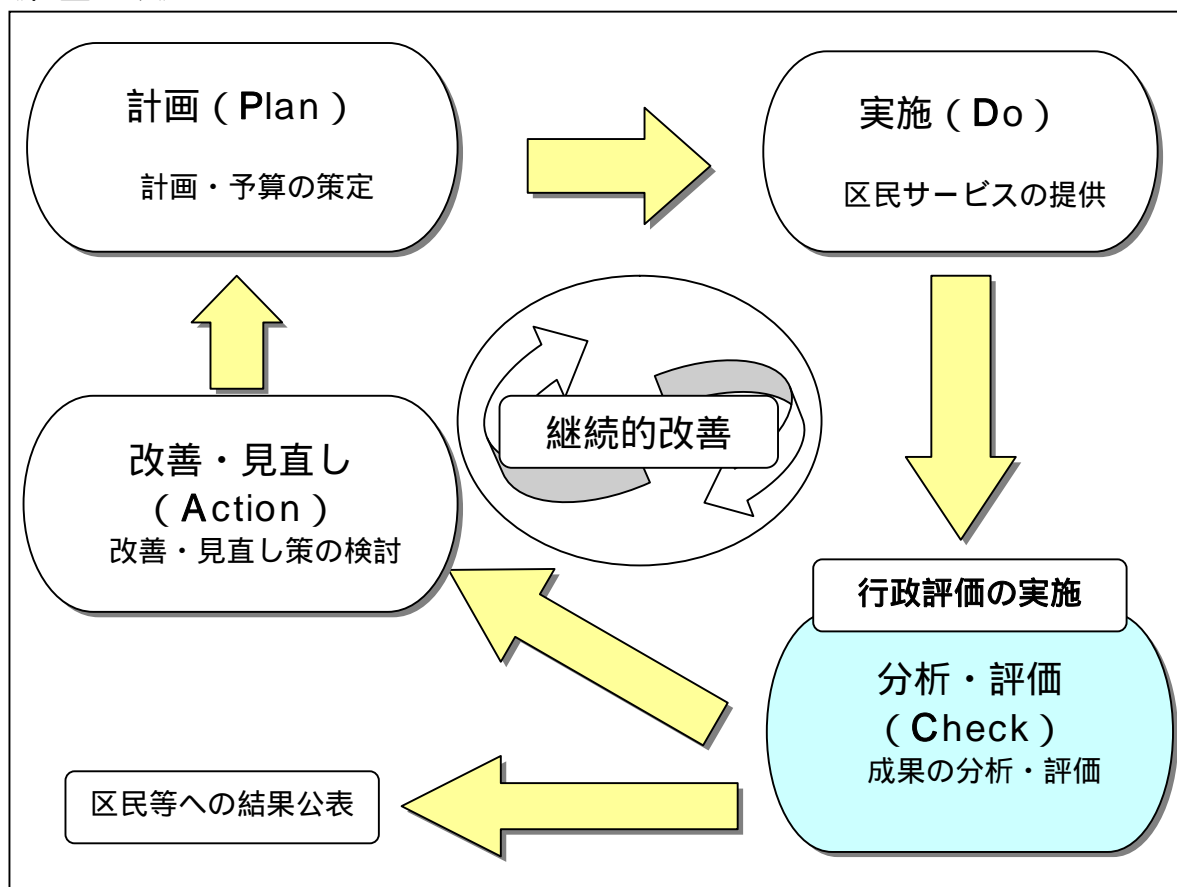 計画（Plan）
計画・予算の策定
実施（Do）
区民サービスの提供
継続的改善
改善・見直し
（Action）
改善・見直し策の検討
行政評価の実施
分析・評価
（Check）
成果の分析・評価
区民等への結果公表